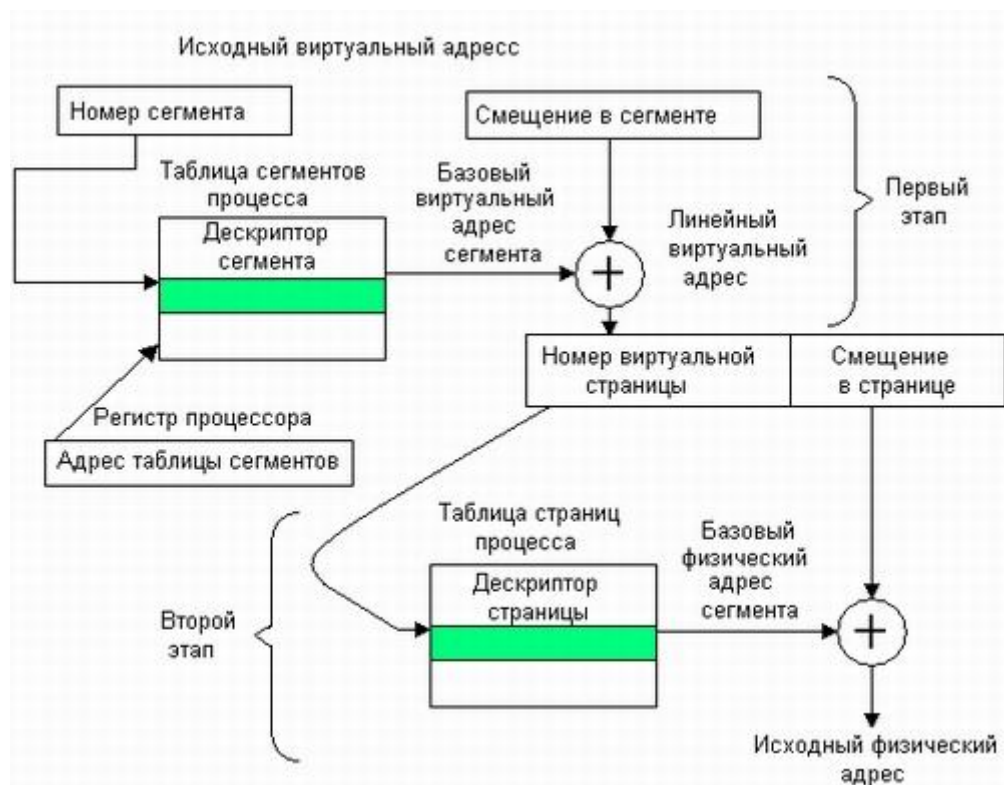 Исходный виртуальный адресс
Номер сегмента
Смещение в сегменте
Таблица сегментов
процесса
Базовый
виртуальный
адрес
сегмента
Первый
этап
Дескриптор
сегмента
Линейный
виртуальный
адрес
Номер виртуальной
страницы
Смещение
в странице
Регистр процессора
Адрес таблицы сегментов
Таблица страниц
процесса
Базовый
физический
адрес
сегмента
Дескриптор
страницы
Второй
этап
Исходный физический
адрес